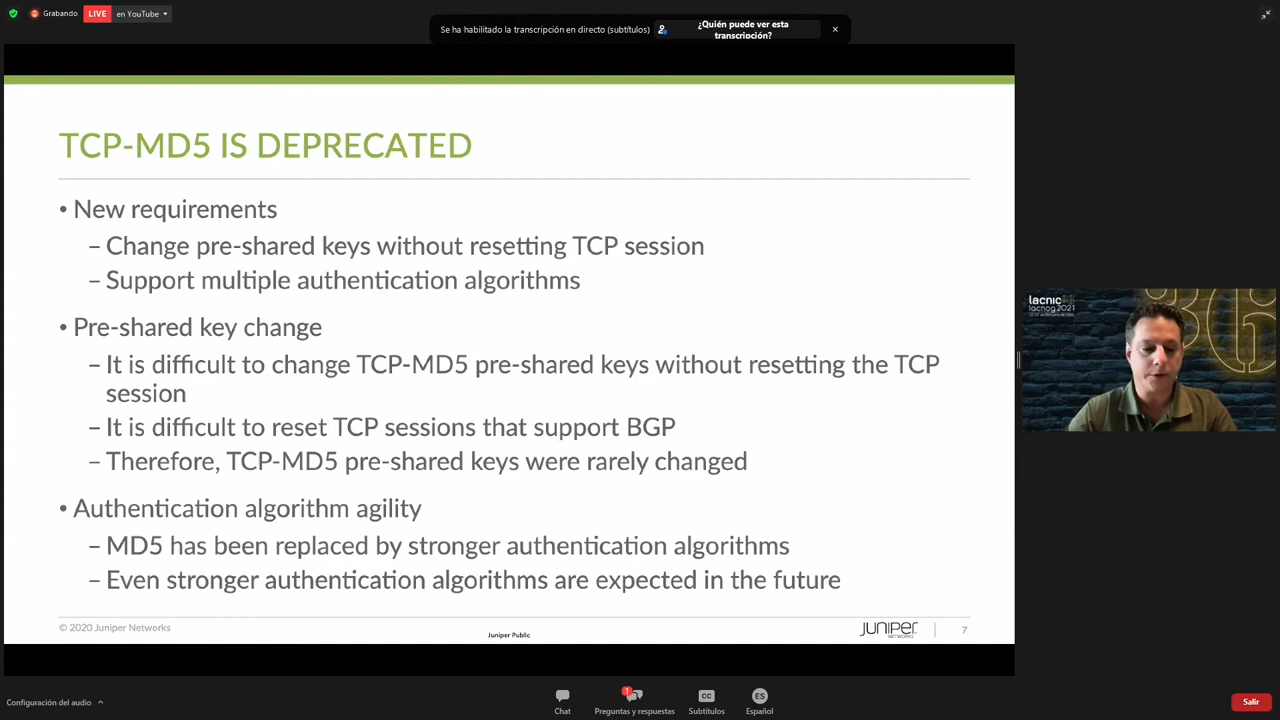 Grabando
LIVE
en YouTube
Se ha habilitado la transcripción en directo (subtítulos)
¿Quién puede ver esta
transcripción?
TCP-MD5 IS DEPRECATED
• New requirements
– Change pre-shared keys without resetting TCP session
– Support multiple authentication algorithms
• Pre-shared key change
– It is difficult to change TCP-MD5 pre-shared keys without resetting the TCP
session
– It is difficult to reset TCP sessions that support BGP
– Therefore, TCP-MD5 pre-shared keys were rarely changed
• Authentication algorithm agility
– MD5 has been replaced by stronger authentication algorithms
– Even stronger authentication algorithms are expected in the future
© 2020 Juniper Networks
Juniper Public
JUNIPER
NETWORKS
7
lacnic
lacnog 2021
Configuración del audio
Chat
1
Preguntas y respuestas
CC
Subtítulos
ES
Español
Salir